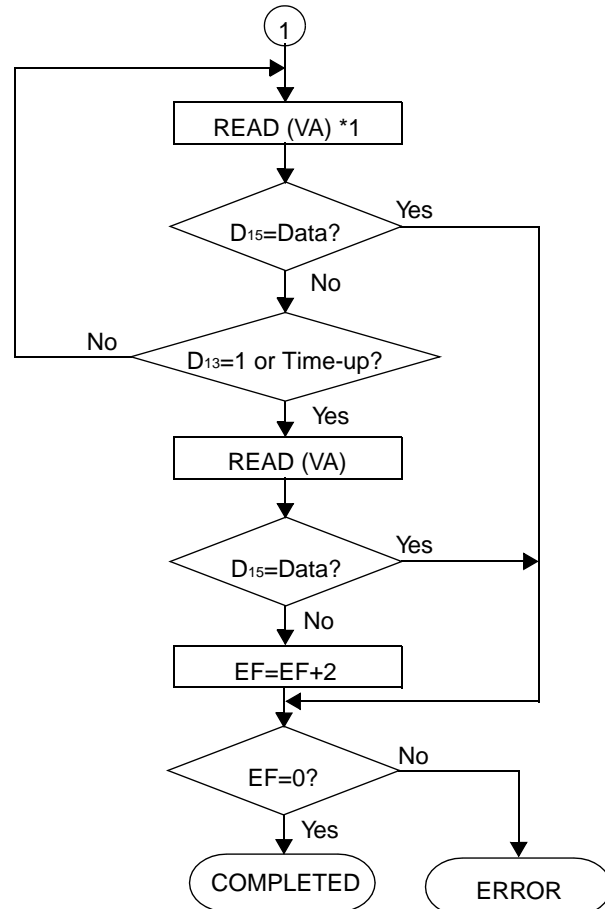 1
READ (VA) *1
Yes
D15=Data?
No
No
D13=1 or Time-up?
Yes
READ (VA)
Yes
D15=Data?
No
EF=EF+2
No
EF=0?
Yes
COMPLETED
ERROR